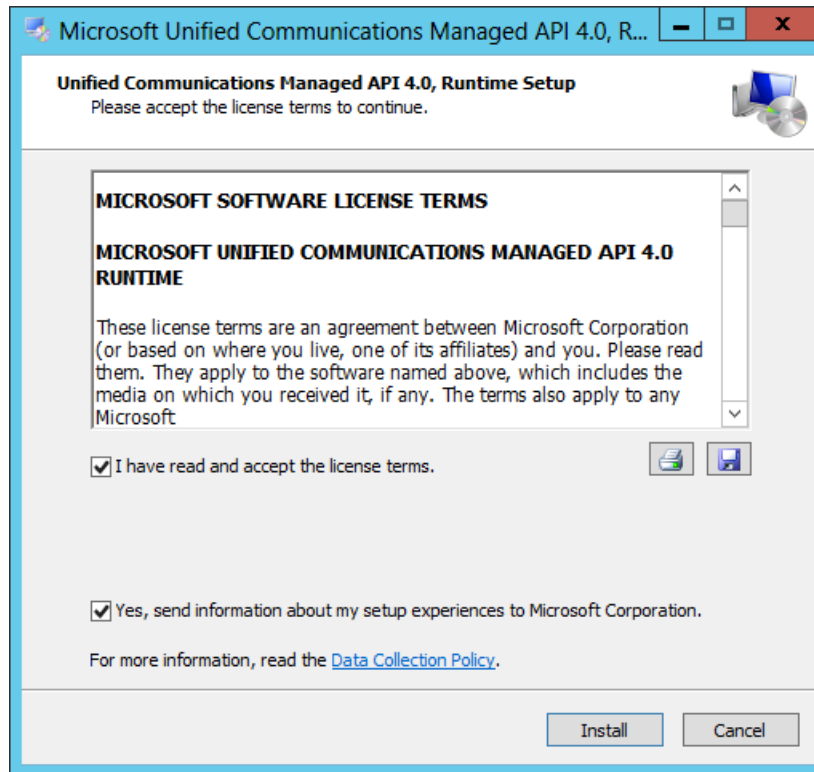 Microsoft Unified Communications Managed API 4.0, R...
Unified Communications Managed API 4.0, Runtime Setup
Please accept the license terms to continue.
MICROSOFT SOFTWARE LICENSE TERMS
MICROSOFT UNIFIED COMMUNICATIONS MANAGED API 4.0
RUNTIME
These license terms are an agreement between Microsoft Corporation
(or based on where you live, one of its affiliates) and you. Please read
them. They apply to the software named above, which includes the
media on which you received it, if any. The terms also apply to any
Microsoft
I have read and accept the license terms.
Yes, send information about my setup experiences to Microsoft Corporation.
For more information, read the Data Collection Policy.
Install
Cancel